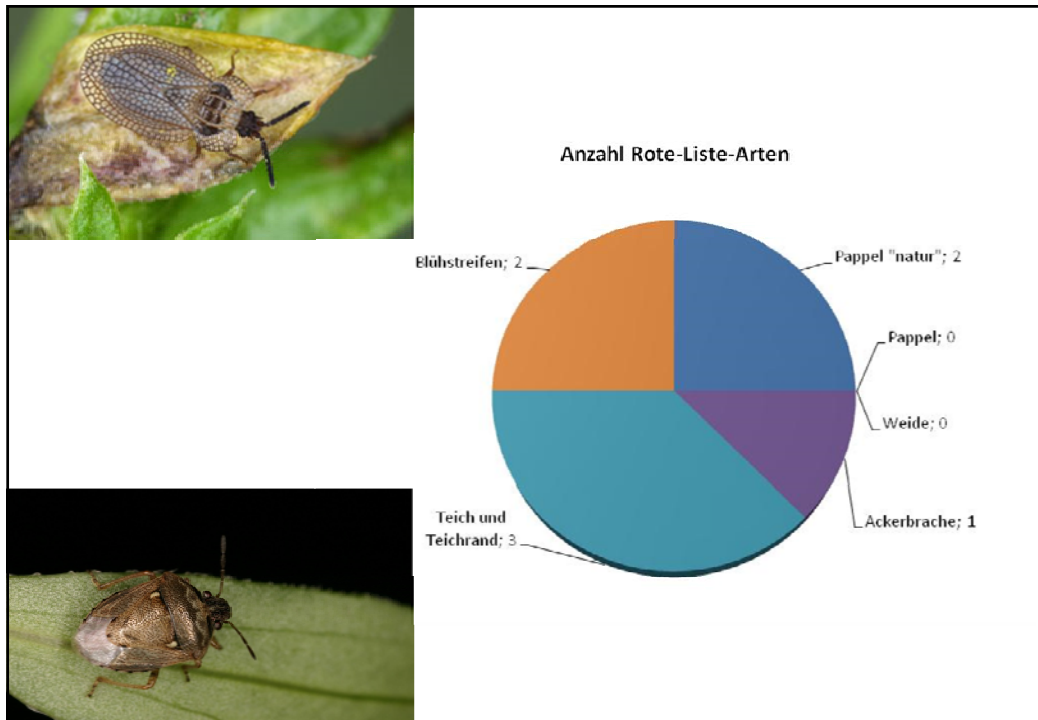 Anzahl Rote-Liste-Arten
Blühstreifen; 2
Pappel "natur"; 2
Pappel; 0
Weide; 0
Teich und
Teichrand; 3
Ackerbrache; 1